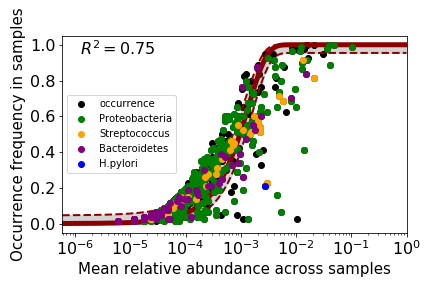 R² = 0.75
Occurrence frequency in samples
1.0
0.8
0.6
0.4
0.2
0.0
occurrence
Proteobacteria
Streptococcus
Bacteroidetes
H.pylori
10⁻⁶ 10⁻⁵ 10⁻⁴ 10⁻³ 10⁻² 10⁻¹ 10⁰
Mean relative abundance across samples